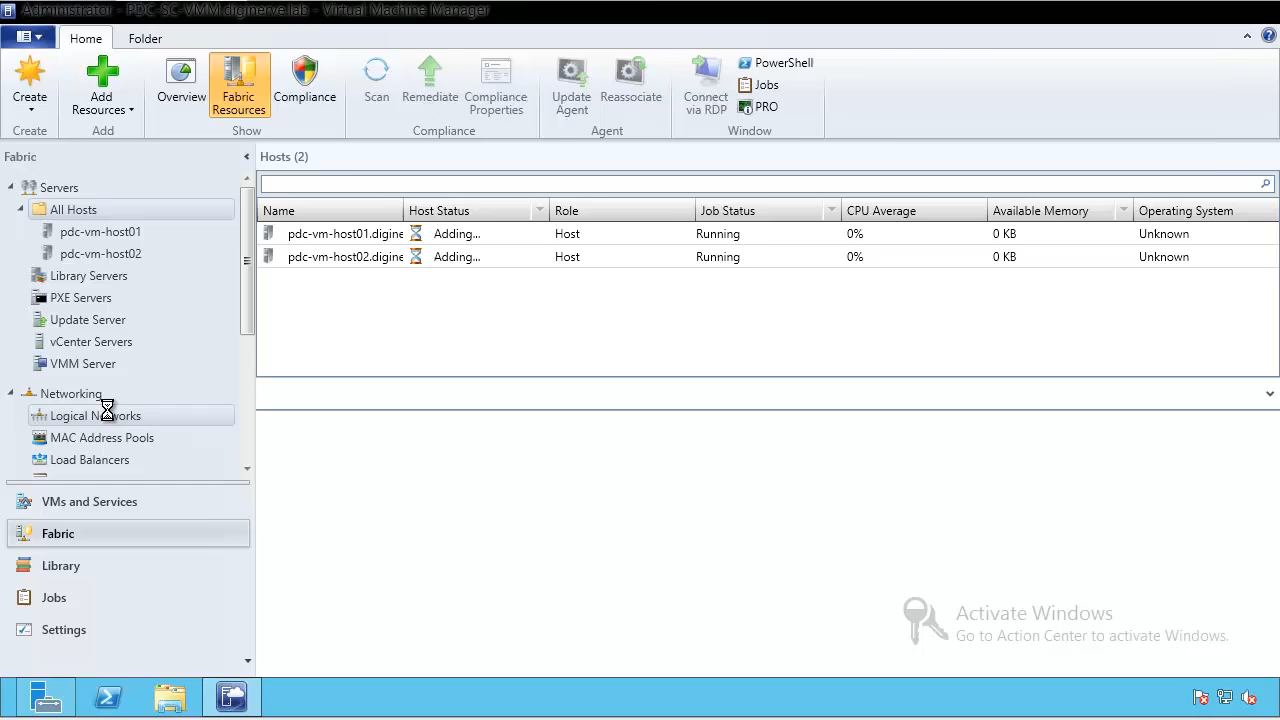 Administrator - PDC-SC-VMM.diginerve.lab - Virtual Machine Manager
Home
Folder
Create
Add Resources
Overview
Fabric Resources
Compliance
Scan
Remediate
Compliance Properties
Update Agent
Reassociate
Connect via RDP
PowerShell
Jobs
PRO
Create
Add
Show
Compliance
Agent
Window
Fabric
Servers
All Hosts
pdc-vm-host01
pdc-vm-host02
Library Servers
PXE Servers
Update Server
vCenter Servers
VMM Server
Networking
Logical Networks
MAC Address Pools
Load Balancers
VMs and Services
Fabric
Library
Jobs
Settings
Hosts (2)
Name Host Status Role Job Status CPU Average Available Memory Operating System
pdc-vm-host01.digine Adding... Host Running 0% 0 KB Unknown
pdc-vm-host02.digine Adding... Host Running 0% 0 KB Unknown
Activate Windows
Go to Action Center to activate Windows.